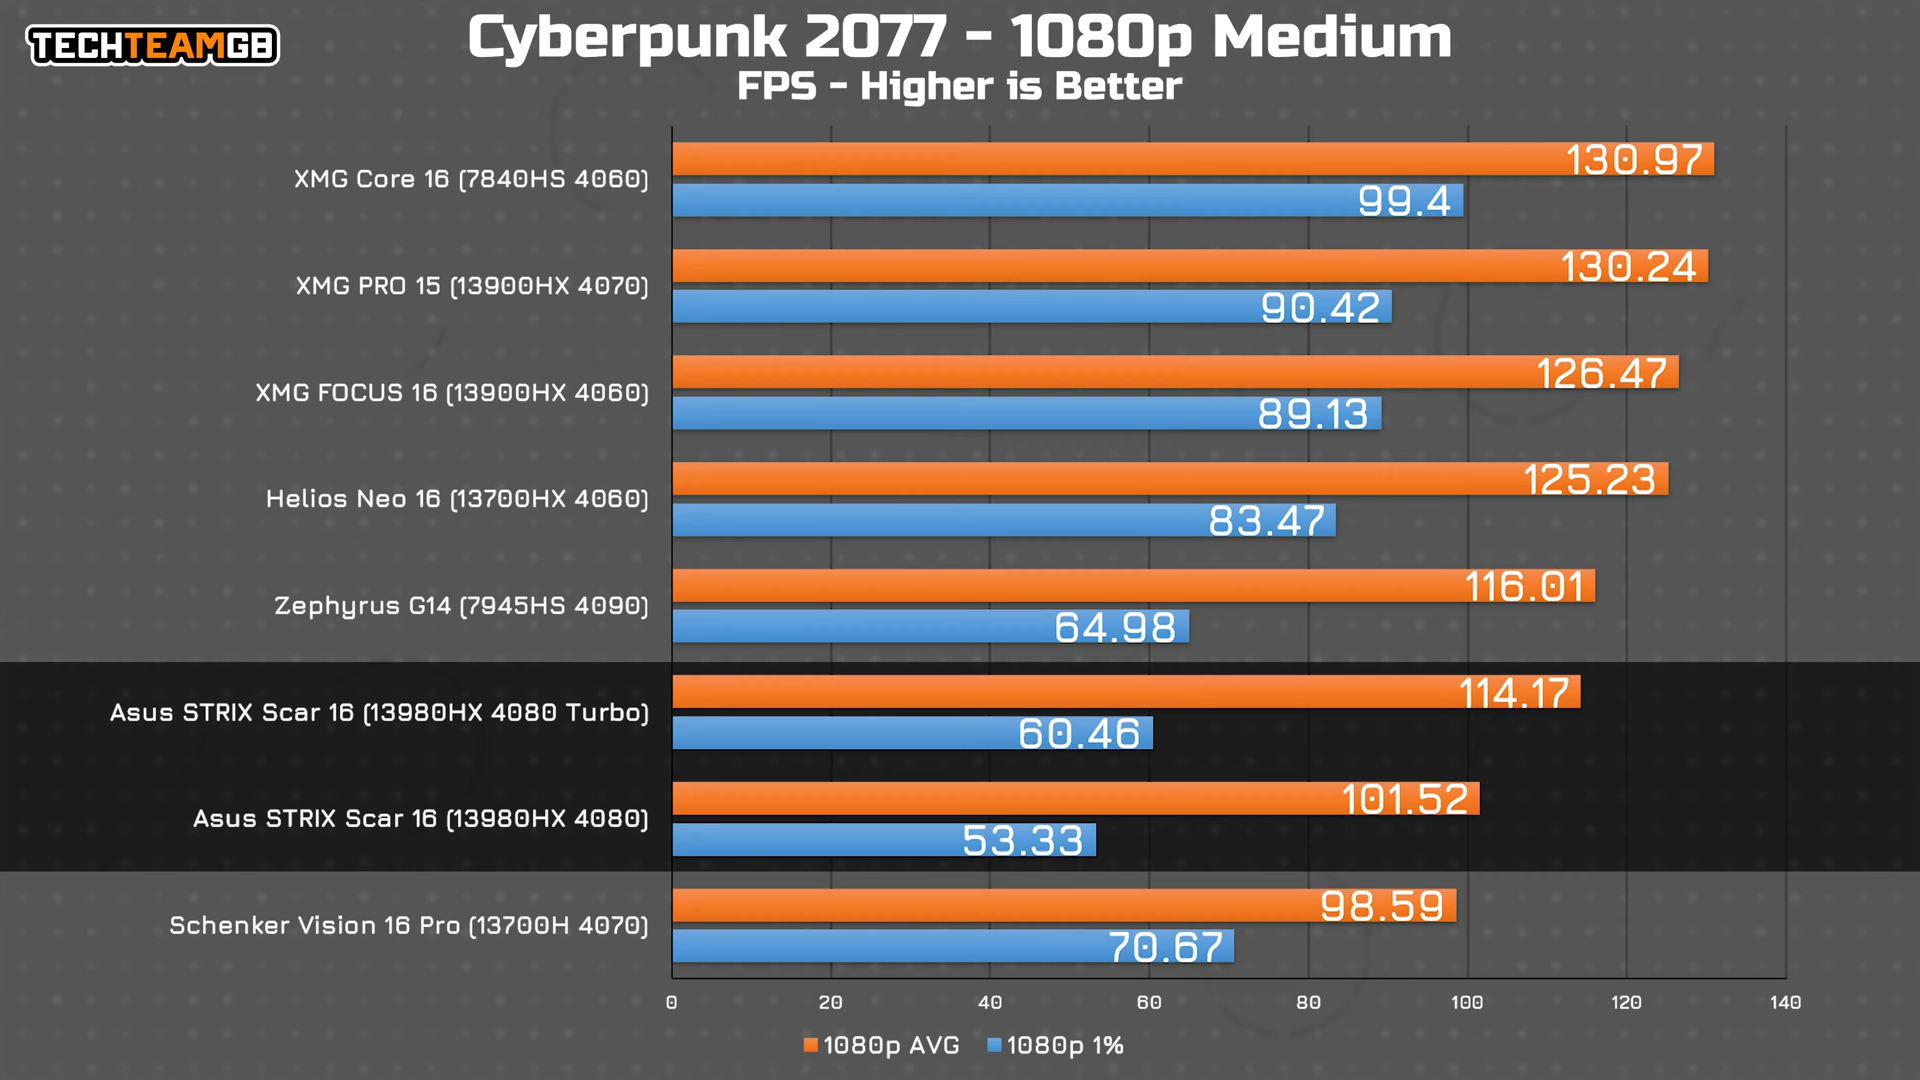 TECHTEAMGB
Cyberpunk 2077 - 1080p Medium
FPS - Higher is Better
XMG Core 16 (7840HS 4060)
130.97
99.4
XMG PRO 15 (13900HX 4070)
130.24
90.42
XMG FOCUS 16 (13900HX 4060)
126.47
89.13
Helios Neo 16 (13700HX 4060)
125.23
83.47
Zephyrus G14 (7945HS 4090)
116.01
64.98
Asus STRIX Scar 16 (13980HX 4080 Turbo)
114.17
60.46
Asus STRIX Scar 16 (13980HX 4080)
101.52
53.33
Schenker Vision 16 Pro (13700H 4070)
98.59
70.67
0 20 40 60 80 100 120 140
1080p AVG 1080p 1%